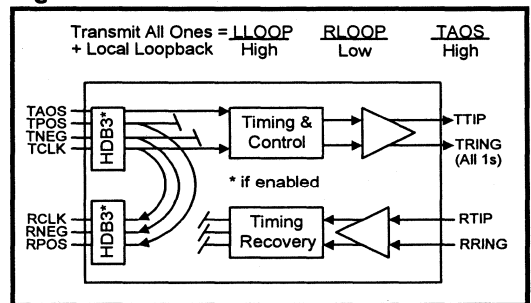 Transmit All Ones = LLOOP RLOOP TAOS
+ Local Loopback High Low High
TAOS
TPOS
TNEG
TCLK
HDB3*
Timing &
Control
TTIP
TRING
(All 1s)
* if enabled
RCLK
RNEG
RPOS
HDB3*
Timing
Recovery
RTIP
RRING